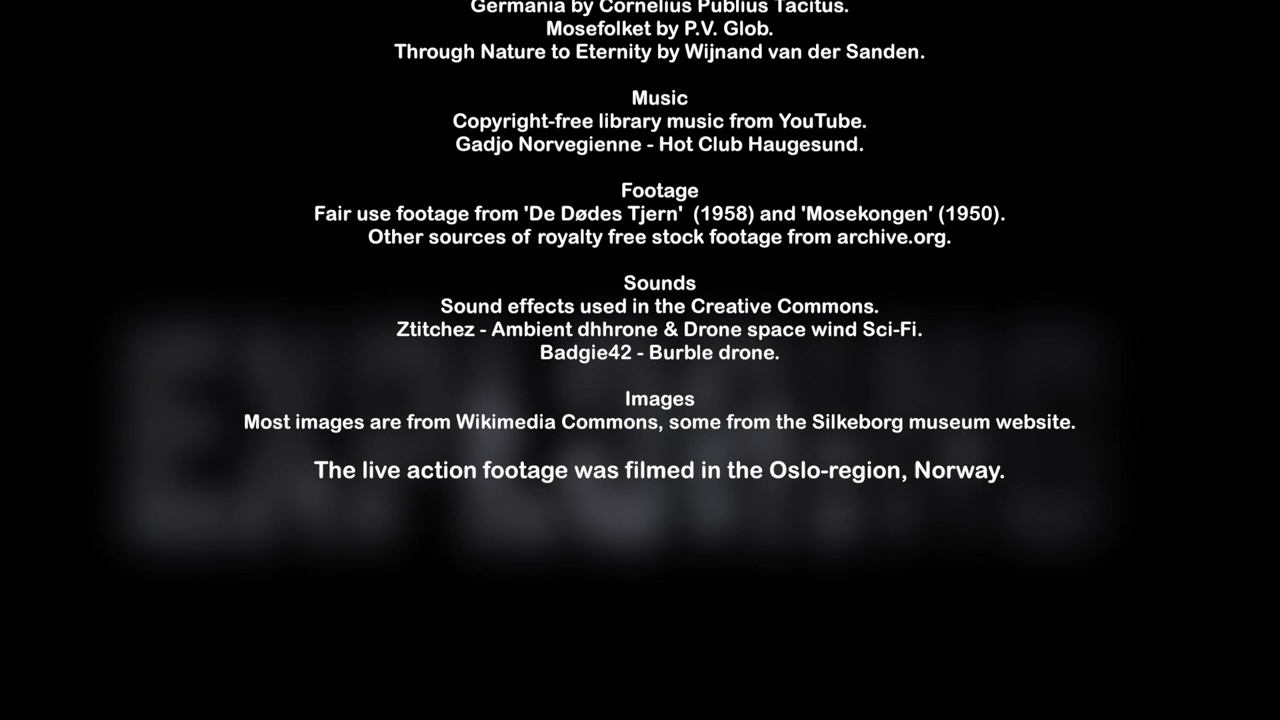 Germania by Cornelius Publius Tacitus.
Mosefolket by P.V. Glob.
Through Nature to Eternity by Wijnand van der Sanden.
Music
Copyright-free library music from YouTube.
Gadjo Norvegienne - Hot Club Haugesund.
Footage
Fair use footage from 'De Dødes Tjern'  (1958) and 'Mosekongen' (1950).
Other sources of royalty free stock footage from archive.org.
Sounds
Sound effects used in the Creative Commons.
Ztitchez - Ambient dhhrone & Drone space wind Sci-Fi.
Badgie42 - Burble drone.
Images
Most images are from Wikimedia Commons, some from the Silkeborg museum website.
The live action footage was filmed in the Oslo-region, Norway.